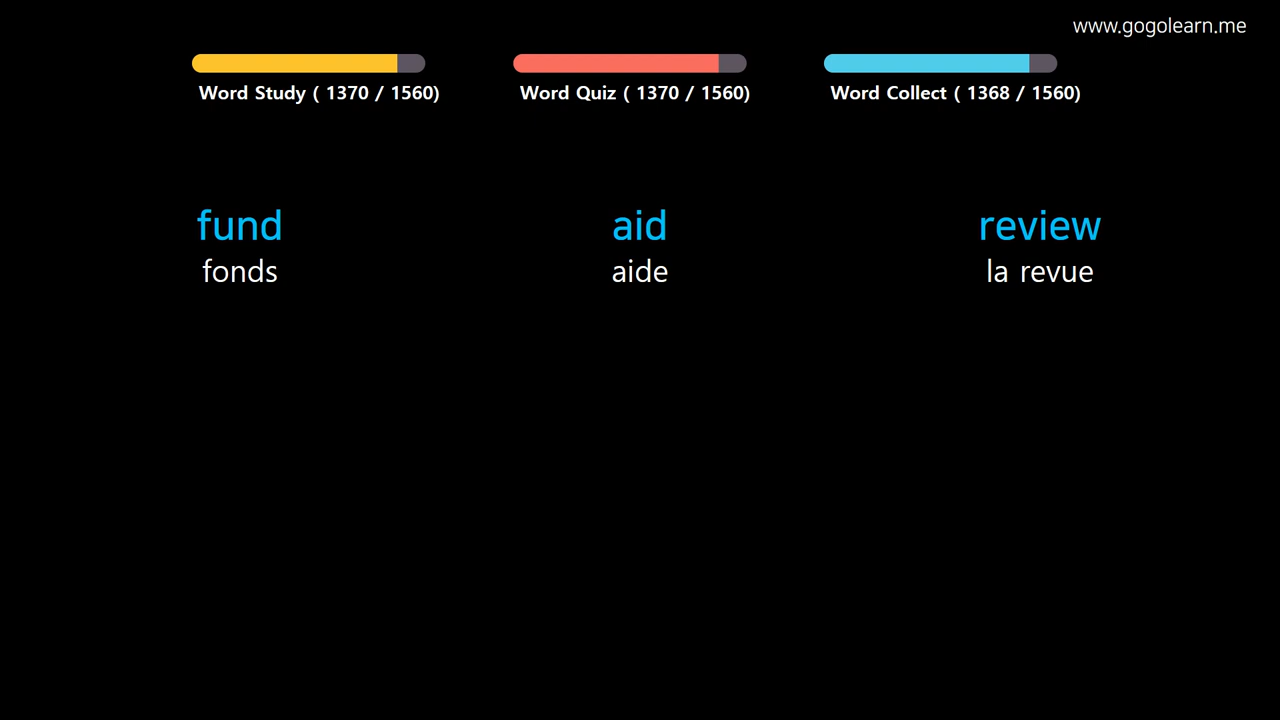 www.gogolearn.me
Word Study ( 1370 / 1560)
Word Quiz ( 1370 / 1560)
Word Collect ( 1368 / 1560)
fund
aid
review
fonds
aide
la revue